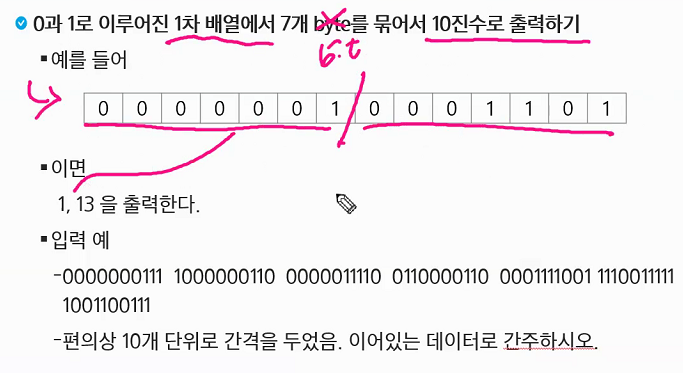 0과 1로 이루어진 1차 배열에서 7개 byte를 묶어서 10진수로 출력하기
bit
예를 들어
0 0 0 0 0 0 1 0 0 0 1 1 0 1
이면
1, 13 을 출력한다.
입력 예
-0000000111 1000000110 0000011110 0110000110 0001111001 1110011111
1001100111
-편의상 10개 단위로 간격을 두었음. 이어있는 데이터로 간주하시오.